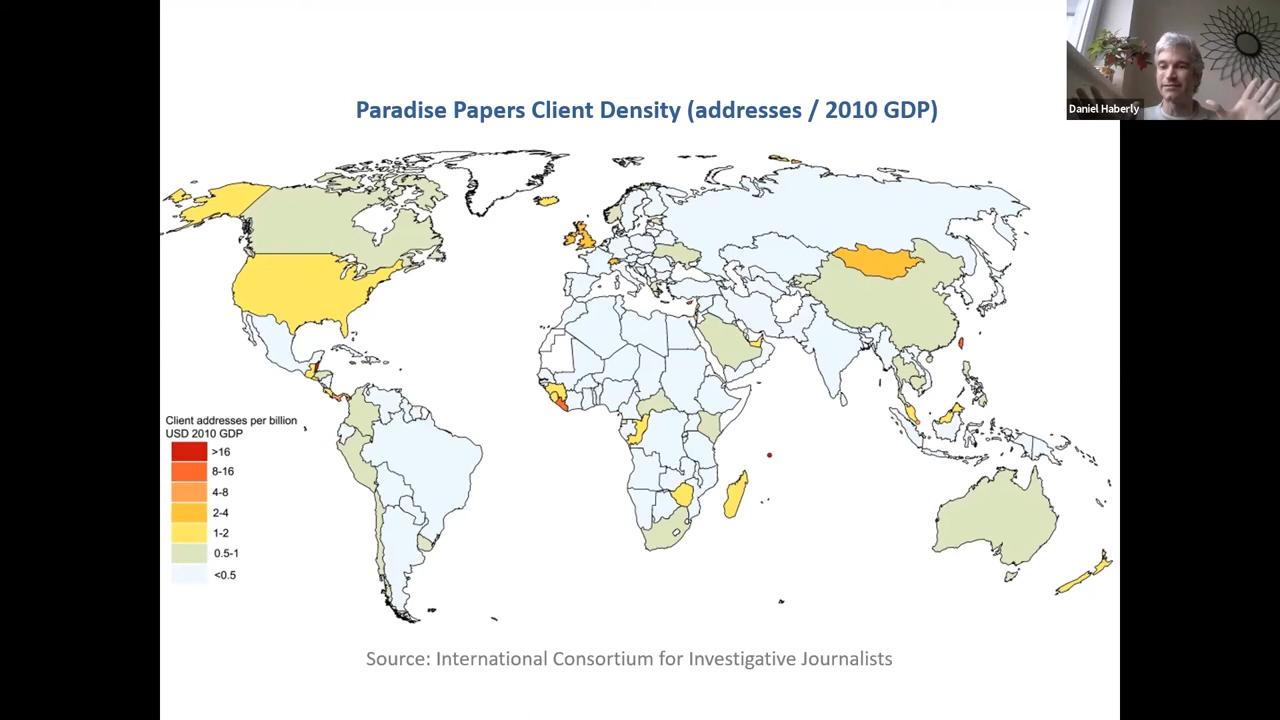 Paradise Papers Client Density (addresses / 2010 GDP)
Daniel Haberly
Client addresses per billion
USD 2010 GDP
>16
8-16
4-8
2-4
1-2
0.5-1
<0.5
Source: International Consortium for Investigative Journalists